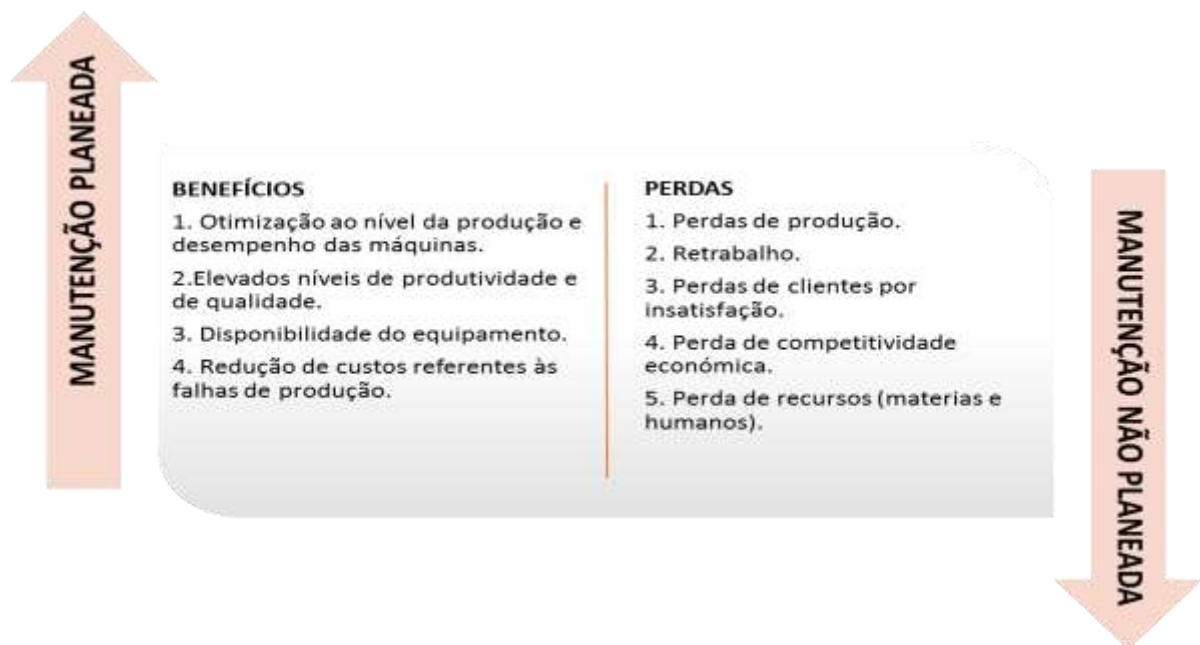 MANUTENÇÃO PLANEADA
BENEFÍCIOS
1. Otimização ao nível da produção e
desempenho das máquinas.
2.Elevados níveis de produtividade e
de qualidade.
3. Disponibilidade do equipamento.
4. Redução de custos referentes às
falhas de produção.
PERDAS
1. Perdas de produção.
2. Retrabalho.
3. Perdas de clientes por
insatisfação.
4. Perda de competitividade
económica.
5. Perda de recursos (materias e
humanos).
MANUTENÇÃO NÃO PLANEADA